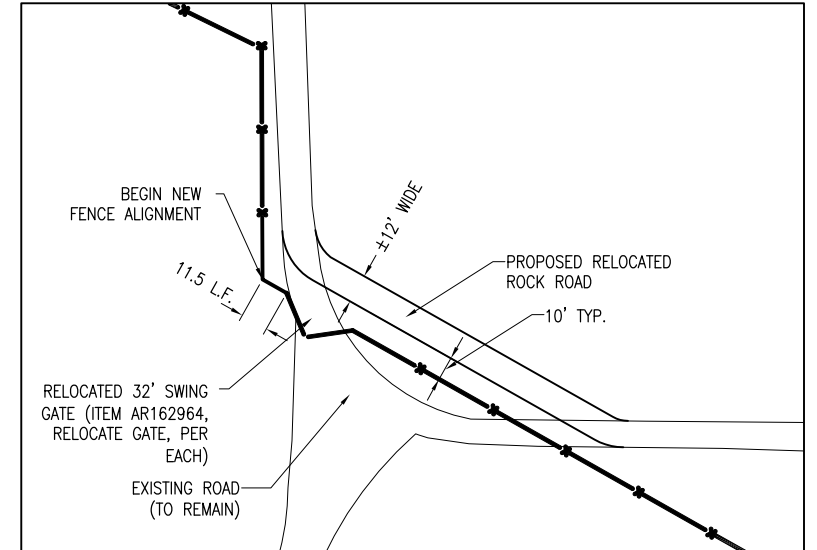 BEGIN NEW
FENCE ALIGNMENT
±12' WIDE
11.5 L.F.
PROPOSED RELOCATED
ROCK ROAD
10' TYP.
RELOCATED 32' SWING
GATE (ITEM AR162964,
RELOCATE GATE, PER
EACH)
EXISTING ROAD
(TO REMAIN)